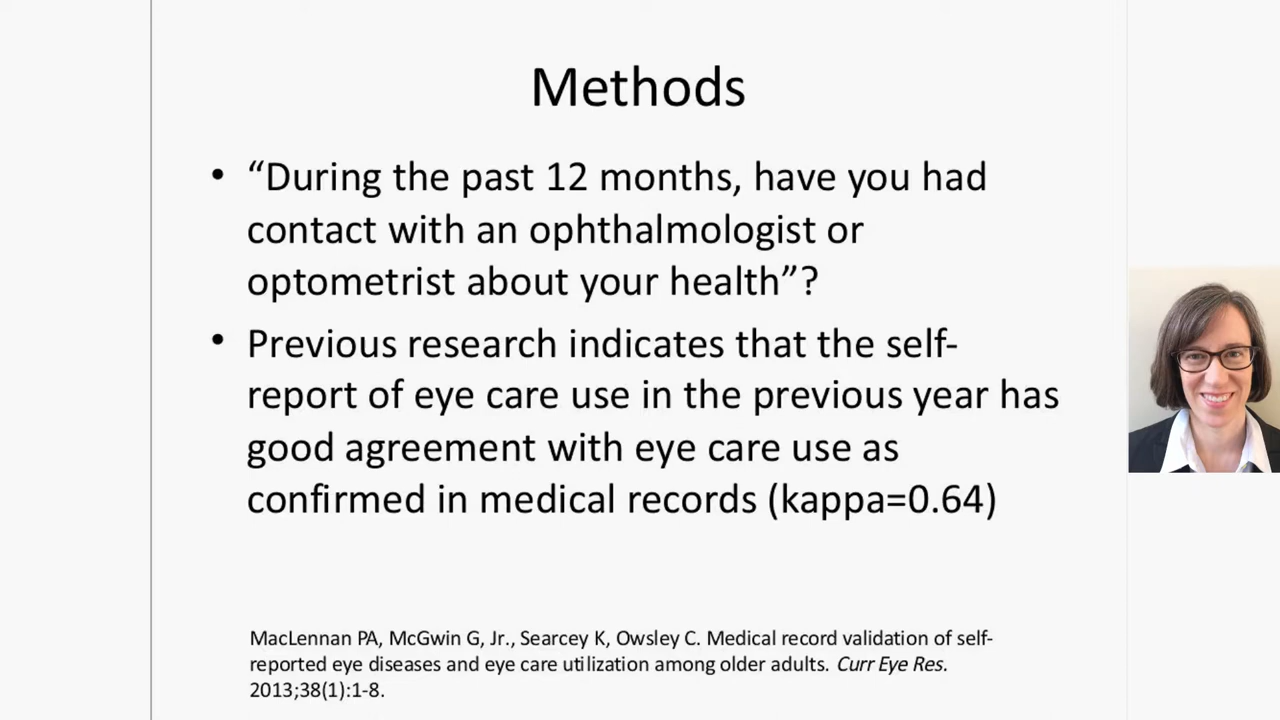 Methods
• “During the past 12 months, have you had
contact with an ophthalmologist or
optometrist about your health”?
• Previous research indicates that the self-
report of eye care use in the previous year has
good agreement with eye care use as
confirmed in medical records (kappa=0.64)
MacLennan PA, McGwin G, Jr., Searcey K, Owsley C. Medical record validation of self-
reported eye diseases and eye care utilization among older adults. Curr Eye Res.
2013;38(1):1-8.